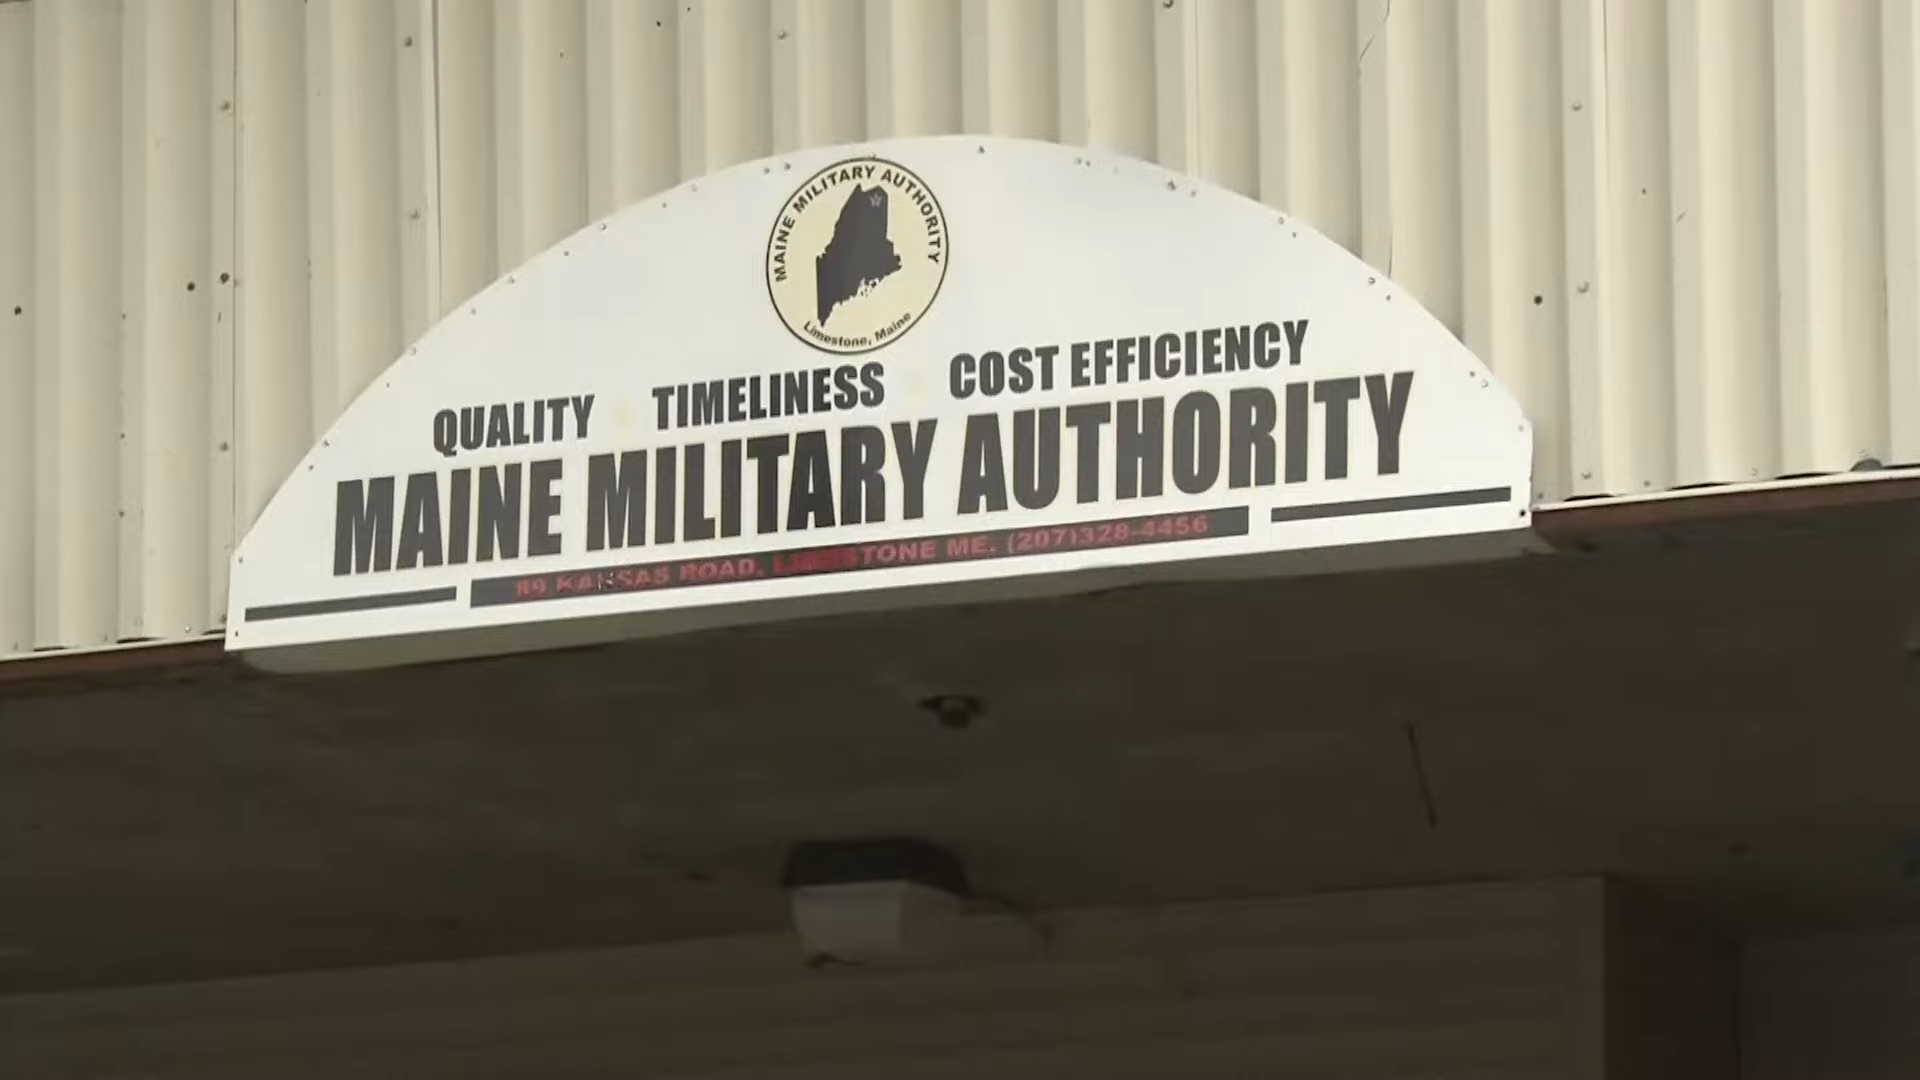 MAINE MILITARY AUTHORITY
Limestone, Maine
QUALITY TIMELINESS COST EFFICIENCY
MAINE MILITARY AUTHORITY
89 KANSAS ROAD, LIMESTONE ME. (207)328-4456